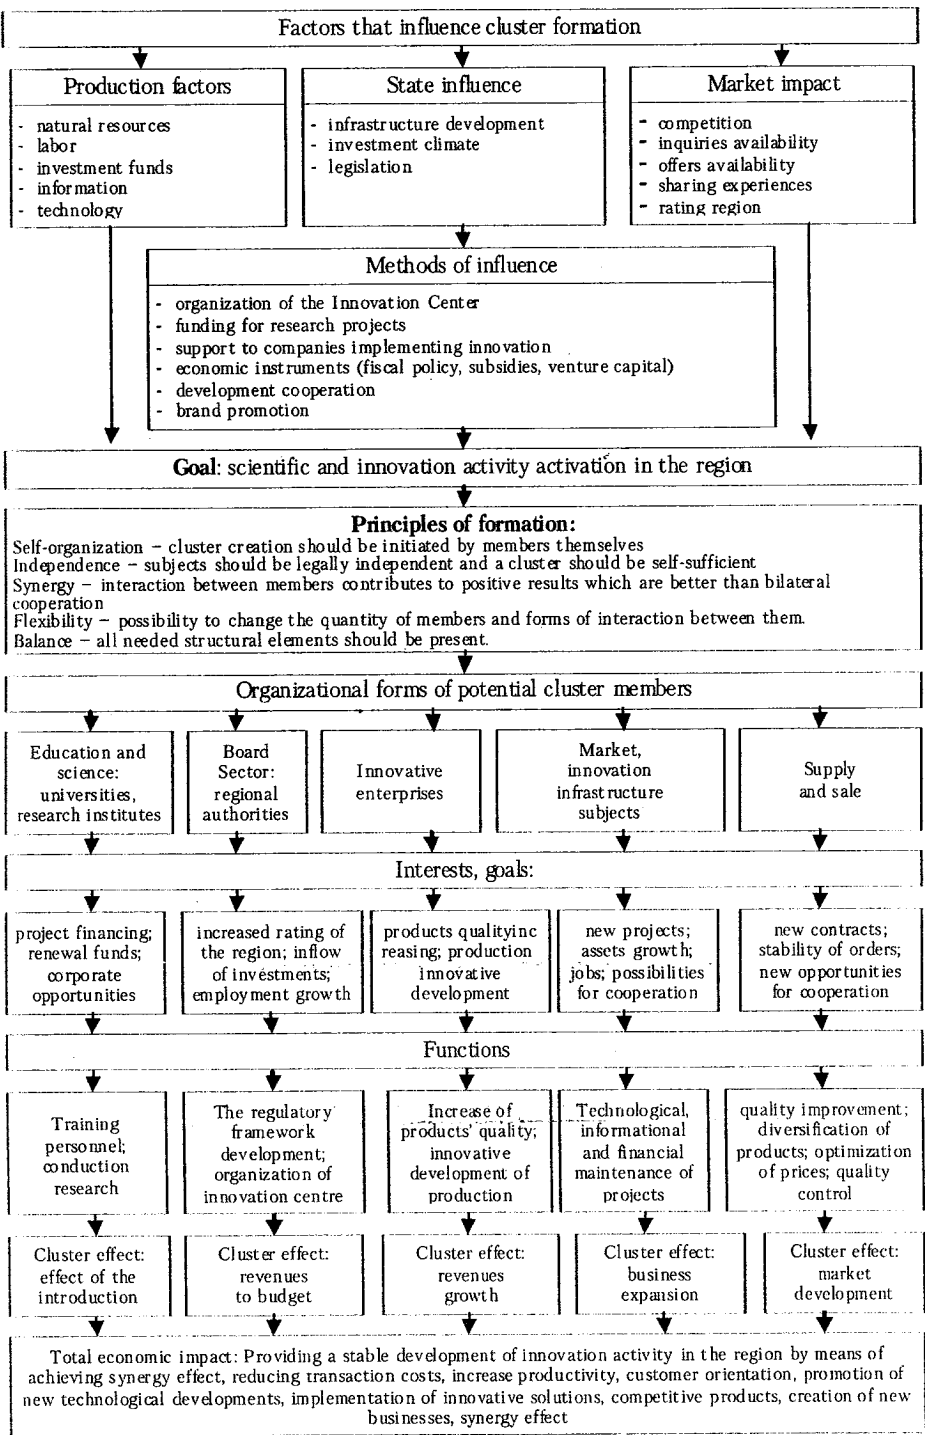 Factors that influence cluster formation
Production factors
- natural resources
- labor
- investment funds
- information
- technology
State influence
- infrastructure development
- investment climate
- legislation
Market impact
- competition
- inquiries availability
- offers availability
- sharing experiences
- rating region
Methods of influence
- organization of the Innovation Center
- funding for research projects
- support to companies implementing innovation
- economic instruments (fiscal policy, subsidies, venture capital)
- development cooperation
- brand promotion
Goal: scientific and innovation activity activation in the region
Principles of formation:
Self-organization – cluster creation should be initiated by members themselves
Independence – subjects should be legally independent and a cluster should be self-sufficient
Synergy – interaction between members contributes to positive results which are better than bilateral
cooperation
Flexibility – possibility to change the quantity of members and forms of interaction between them.
Balance – all needed structural elements should be present.
Organizational forms of potential cluster members
Education and
science:
universities,
research institutes
Board
Sector:
regional
authorities
Innovative
enterprises
Market,
innovation
infrastructure
subjects
Supply
and sale
Interests, goals:
project financing;
renewal funds;
corporate
opportunities
increased rating of
the region; inflow
of investments;
employment growth
products qualityinc
reasing; production
innovative
development
new projects;
assets growth;
jobs; possibilities
for cooperation
new contracts;
stability of orders;
new opportunities
for cooperation
Functions
Training
personnel;
conduction
research
The regulatory
framework
development;
organization of
innovation centre
Increase of
products' quality;
innovative
development of
production
Technological,
informational
and financial
maintenance of
projects
quality improvement;
diversification of
products; optimization
of prices; quality
control
Cluster effect:
effect of the
introduction
Cluster effect:
revenues
to budget
Cluster effect:
revenues
growth
Cluster effect:
business
expansion
Cluster effect:
market
development
Total economic impact: Providing a stable development of innovation activity in the region by means of
achieving synergy effect, reducing transaction costs, increase productivity, customer orientation, promotion of
new technological developments, implementation of innovative solutions, competitive products, creation of new
businesses, synergy effect